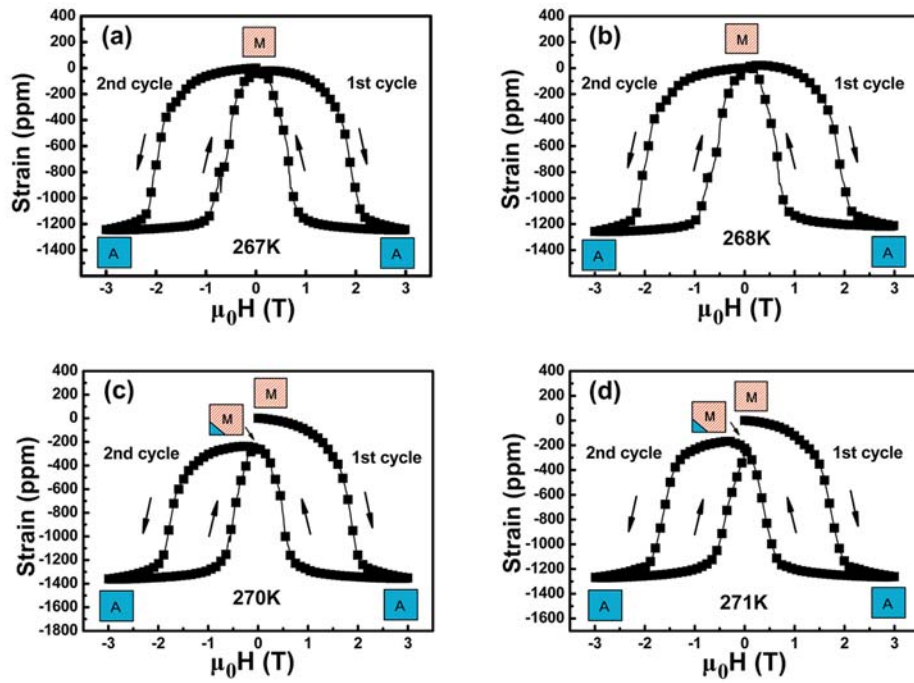 (a)
M
2nd cycle
1st cycle
A
A
267K
Strain (ppm)
400
200
0
-200
-400
-600
-800
-1000
-1200
-1400
-3 -2 -1 0 1 2 3
μ₀H (T)
(b)
M
2nd cycle
1st cycle
A
A
268K
Strain (ppm)
400
200
0
-200
-400
-600
-800
-1000
-1200
-1400
-3 -2 -1 0 1 2 3
μ₀H (T)
(c)
M
M
2nd cycle
1st cycle
A
A
270K
Strain (ppm)
400
200
0
-200
-400
-600
-800
-1000
-1200
-1400
-1600
-1800
-3 -2 -1 0 1 2 3
μ₀H (T)
(d)
M
M
2nd cycle
1st cycle
A
A
271K
Strain (ppm)
400
200
0
-200
-400
-600
-800
-1000
-1200
-1400
-1600
-3 -2 -1 0 1 2 3
μ₀H (T)